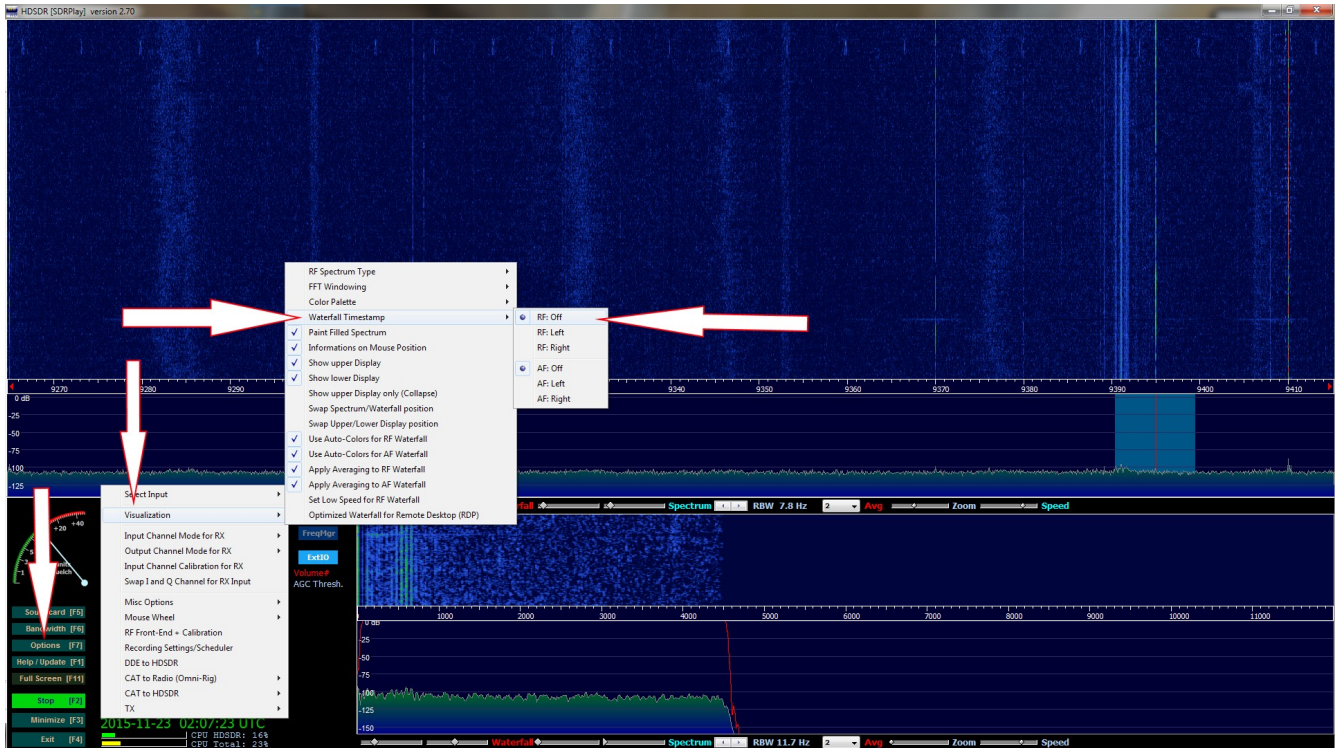 HDSDR [SDRPlay] version 2.70
RF Spectrum Type
FFT Windowing
Color Palette
Waterfall Timestamp
Paint Filled Spectrum
Informations on Mouse Position
Show upper Display
Show lower Display
Show upper Display only (Collapse)
Swap Spectrum/Waterfall position
Swap Upper/Lower Display position
Use Auto-Colors for RF Waterfall
Use Auto-Colors for AF Waterfall
Apply Averaging to RF Waterfall
Apply Averaging to AF Waterfall
Set Low Speed for RF Waterfall
Optimized Waterfall for Remote Desktop (RDP)
RF: Off
RF: Left
RF: Right
AF: Off
AF: Left
AF: Right
9270 9280 9290 9340 9350 9360 9370 9380 9390 9400 9410
0 dB
-25
-50
-75
-100
-125
Select Input
Visualization
Input Channel Mode for RX
Output Channel Mode for RX
Input Channel Calibration for RX
Swap I and Q Channel for RX Input
Misc Options
Mouse Wheel
RF Front-End + Calibration
Recording Settings/Scheduler
DDE to HDSDR
CAT to Radio (Omni-Rig)
CAT to HDSDR
TX
Spectrum RBW 7.8 Hz 2 Avg Zoom Speed
+20 +40
FreqMgr
ExtIO
Volume#
AGC Thresh.
1000 2000 3000 4000 5000 6000 7000 8000 9000 10000 11000
-25
-50
-75
-100
-125
-150
[F5]
[F6]
Options [F7]
Help / Update [F1]
Full Screen [F11]
Stop [F2]
Minimize [F3]
Exit [F4]
2015-11-23 02:07:23 UTC
CPU HDSDR: 16%
CPU Total: 23%
Waterfall Spectrum RBW 11.7 Hz 2 Avg Zoom Speed